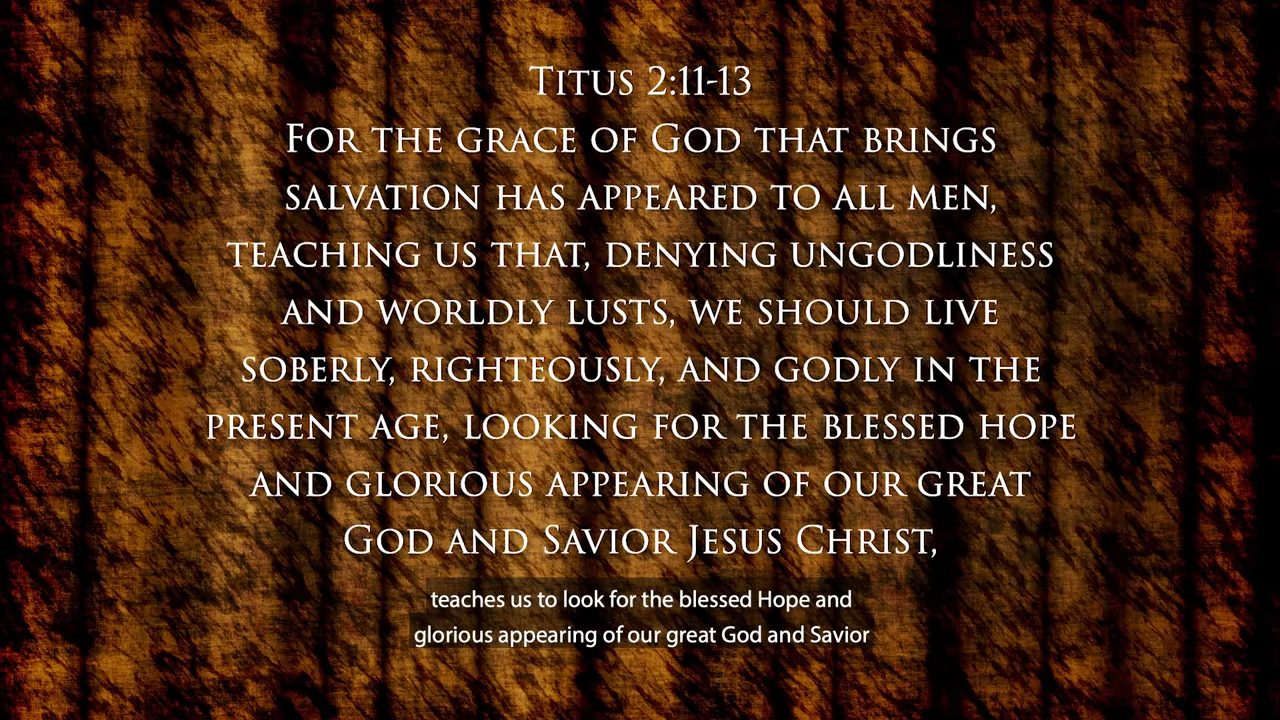 Titus 2:11-13
For the grace of God that brings
salvation has appeared to all men,
teaching us that, denying ungodliness
and worldly lusts, we should live
soberly, righteously, and godly in the
present age, looking for the blessed hope
and glorious appearing of our great
God and Savior Jesus Christ,
teaches us to look for the blessed Hope and
glorious appearing of our great God and Savior